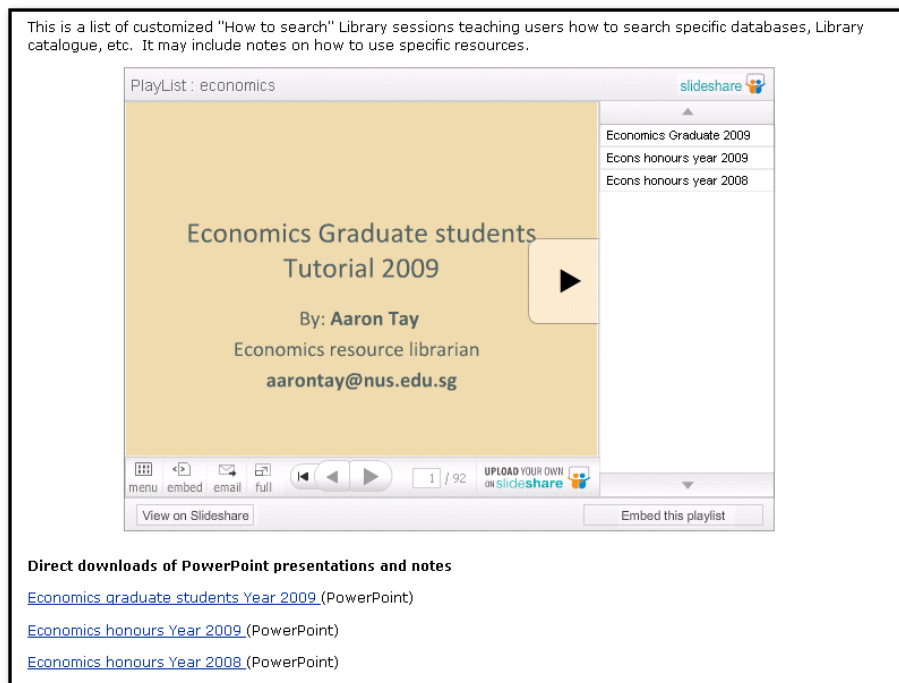 This is a list of customized "How to search" Library sessions teaching users how to search specific databases, Library
catalogue, etc.  It may include notes on how to use specific resources.
PlayList : economics
slideshare
Economics Graduate 2009
Econs honours year 2009
Econs honours year 2008
Economics Graduate students
Tutorial 2009
By: Aaron Tay
Economics resource librarian
aarontay@nus.edu.sg
menu embed email full
1 / 92
UPLOAD YOUR OWN
ON slideshare
View on Slideshare
Embed this playlist
Direct downloads of PowerPoint presentations and notes
Economics graduate students Year 2009 (PowerPoint)
Economics honours Year 2009 (PowerPoint)
Economics honours Year 2008 (PowerPoint)